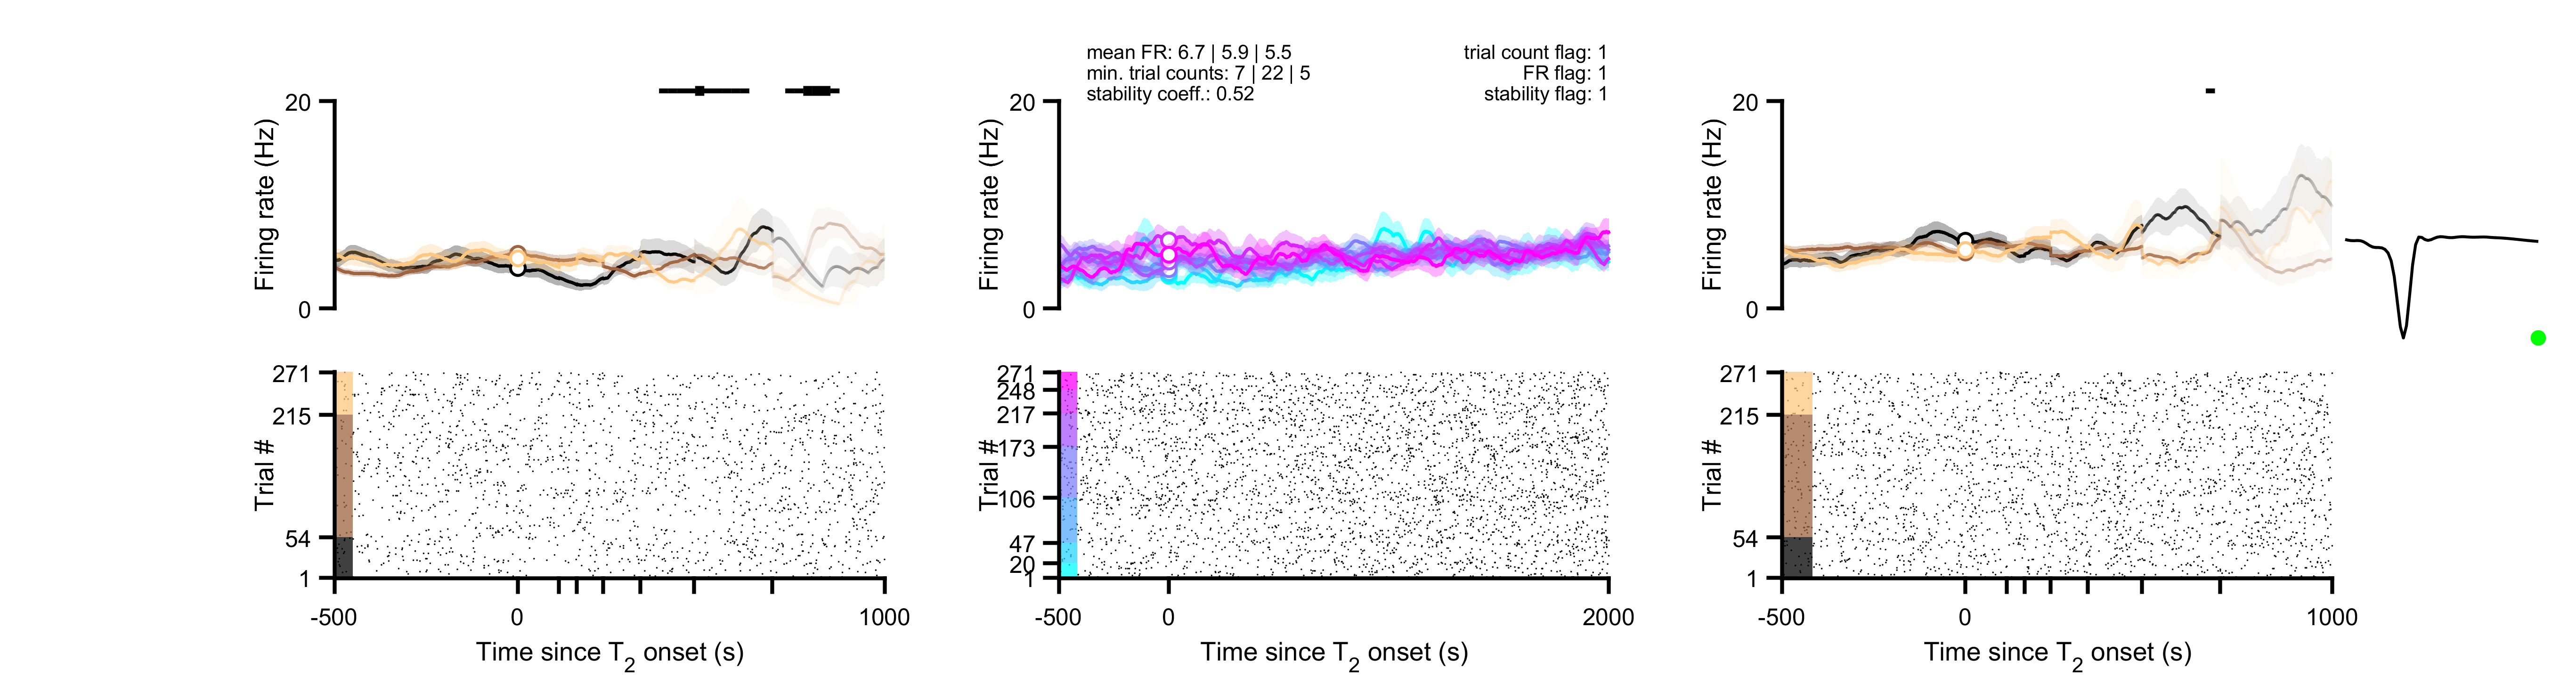 mean FR: 6.7 | 5.9 | 5.5
min. trial counts: 7 | 22 | 5
stability coeff.: 0.52
trial count flag: 1
FR flag: 1
stability flag: 1
20
Firing rate (Hz)
0
20
Firing rate (Hz)
0
20
Firing rate (Hz)
0
271
215
Trial #
54
1
-500
0
1000
Time since T2 onset (s)
271
248
217
173
Trial #
106
47
20
1
-500
0
2000
Time since T2 onset (s)
271
215
Trial #
54
1
-500
0
1000
Time since T2 onset (s)